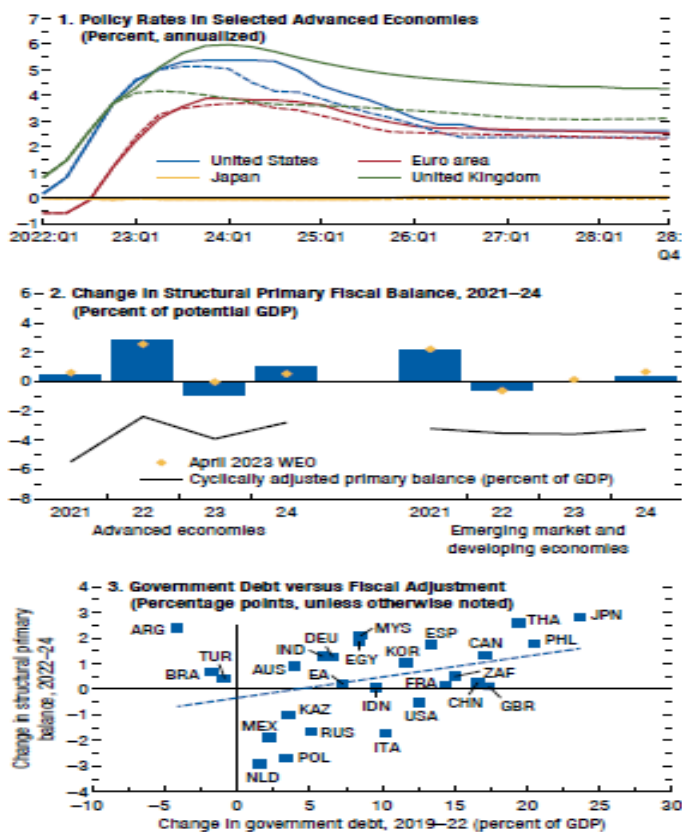 1. Policy Rates in Selected Advanced Economies
(Percent, annualized)
7
6
5
4
3
2
1
0
–1
United States
Euro area
Japan
United Kingdom
2022:Q1
23:Q1
24:Q1
25:Q1
26:Q1
27:Q1
28:Q1
28:
Q4
2. Change in Structural Primary Fiscal Balance, 2021–24
(Percent of potential GDP)
6
4
2
0
–2
–4
–6
–8
April 2023 WEO
Cyclically adjusted primary balance (percent of GDP)
2021 22 23 24 2021 22 23 24
Advanced economies
Emerging market and
developing economies
3. Government Debt versus Fiscal Adjustment
(Percentage points, unless otherwise noted)
Change in structural primary
balance, 2022–24
4
3
2
1
0
–1
–2
–3
–4
ARG
BRA
TUR
AUS
IND
DEU
EA
EGY
MYS
KOR
ESP
CAN
THA
JPN
PHL
ZAF
FRA
IDN
USA
CHN
GBR
KAZ
MEX
RUS
ITA
POL
NLD
–10 –5 0 5 10 15 20 25 30
Change in government debt, 2019–22 (percent of GDP)